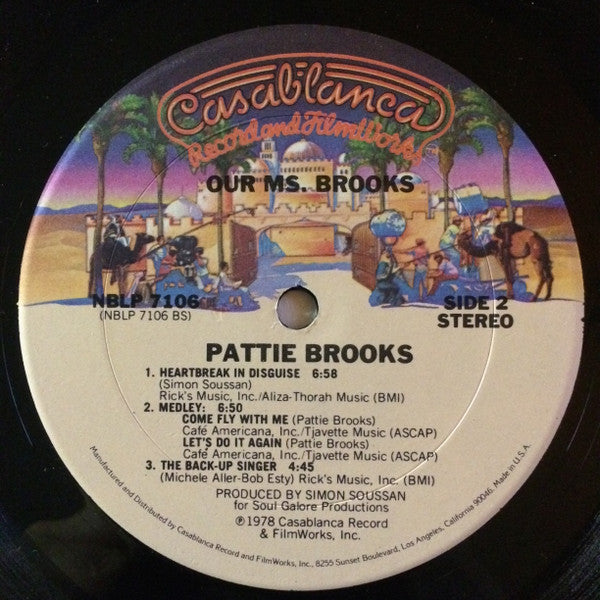 Casablanca
Record and FilmWorks
OUR MS. BROOKS
NBLP 7106
(NBLP 7106 BS)
SIDE 2
STEREO
PATTIE BROOKS
1. HEARTBREAK IN DISGUISE 6:58
(Simon Soussan)
Rick's Music, Inc./Aliza-Thorah Music (BMI)
2. MEDLEY: 6:50
COME FLY WITH ME (Pattie Brooks)
Café Americana, Inc./Tjavette Music (ASCAP)
LET'S DO IT AGAIN (Pattie Brooks)
Café Americana, Inc./Tjavette Music (ASCAP)
3. THE BACK-UP SINGER 4:45
(Michele Aller-Bob Esty) Rick's Music, Inc. (BMI)
PRODUCED BY SIMON SOUSSAN
for Soul Galore Productions
℗1978 Casablanca Record
& FilmWorks, Inc.
Manufactured and Distributed by Casablanca Record and FilmWorks, Inc., 8255 Sunset Boulevard, Los Angeles, California 90046. Made in U.S.A.